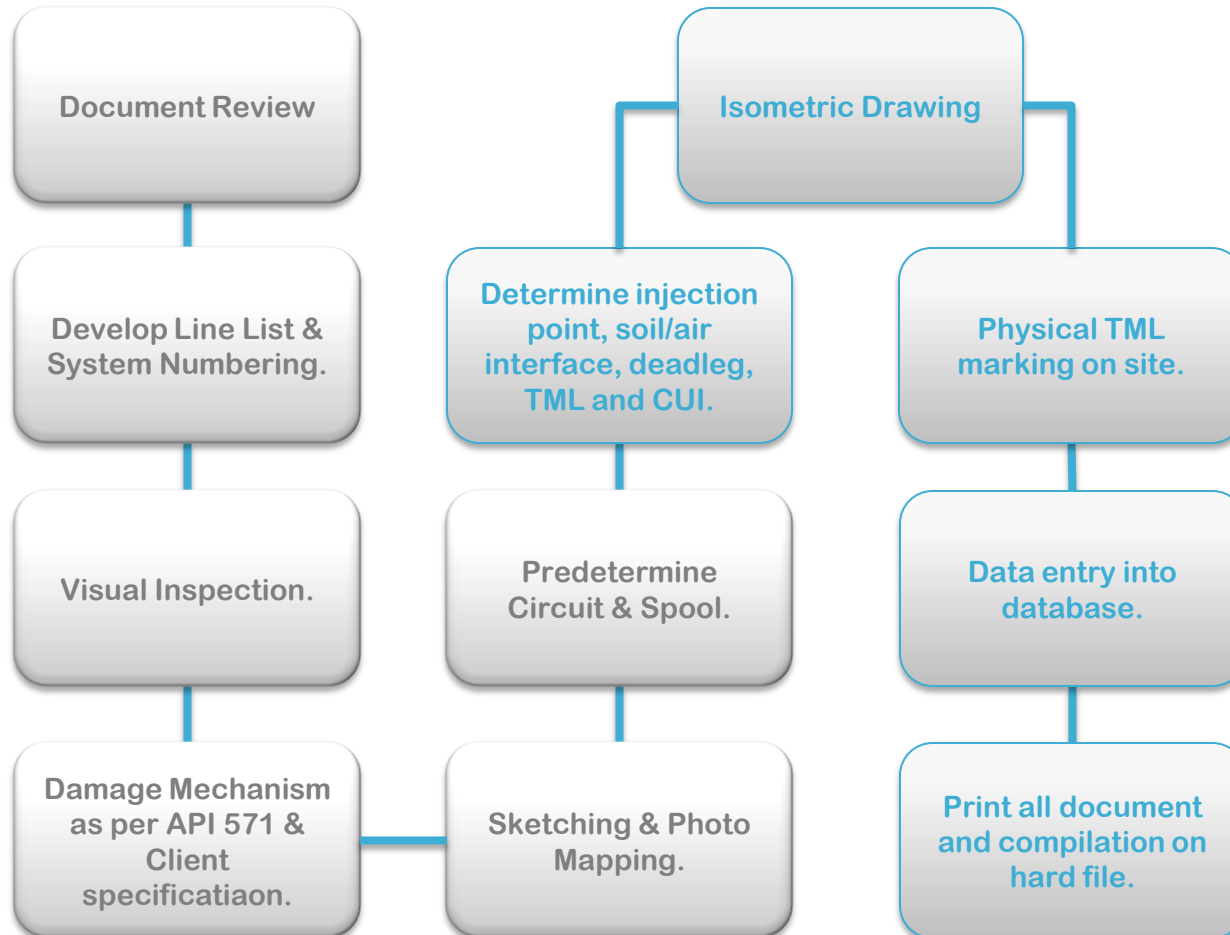 Document Review
Develop Line List &
System Numbering.
Visual Inspection.
Damage Mechanism
as per API 571 &
Client
specificatiaon.
Sketching & Photo
Mapping.
Predetermine
Circuit & Spool.
Determine injection
point, soil/air
interface, deadleg,
TML and CUI.
Isometric Drawing
Physical TML
marking on site.
Data entry into
database.
Print all document
and compilation on
hard file.